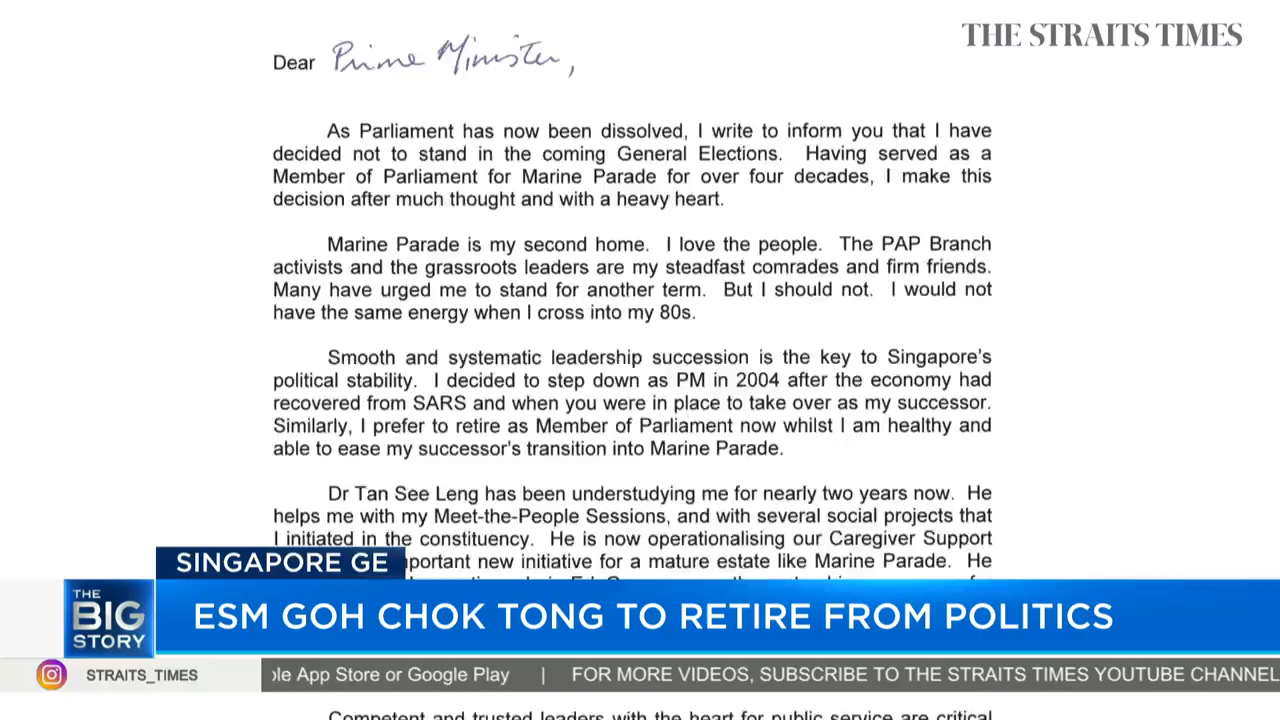 THE STRAITS TIMES
Dear Prime Minister,
As Parliament has now been dissolved, I write to inform you that I have
decided not to stand in the coming General Elections. Having served as a
Member of Parliament for Marine Parade for over four decades, I make this
decision after much thought and with a heavy heart.
Marine Parade is my second home. I love the people. The PAP Branch
activists and the grassroots leaders are my steadfast comrades and firm friends.
Many have urged me to stand for another term. But I should not. I would not
have the same energy when I cross into my 80s.
Smooth and systematic leadership succession is the key to Singapore's
political stability. I decided to step down as PM in 2004 after the economy had
recovered from SARS and when you were in place to take over as my successor.
Similarly, I prefer to retire as Member of Parliament now whilst I am healthy and
able to ease my successor's transition into Marine Parade.
Dr Tan See Leng has been understudying me for nearly two years now. He
helps me with my Meet-the-People Sessions, and with several social projects that
I initiated in the constituency. He is now operationalising our Caregiver Support
new initiative for a mature estate like Marine Parade. He
SINGAPORE GE
THE BIG STORY
ESM GOH CHOK TONG TO RETIRE FROM POLITICS
STRAITS_TIMES
App Store or Google Play | FOR MORE VIDEOS, SUBSCRIBE TO THE STRAITS TIMES YOUTUBE CHANNEL
Competent and trusted leaders with the heart for public service are critical